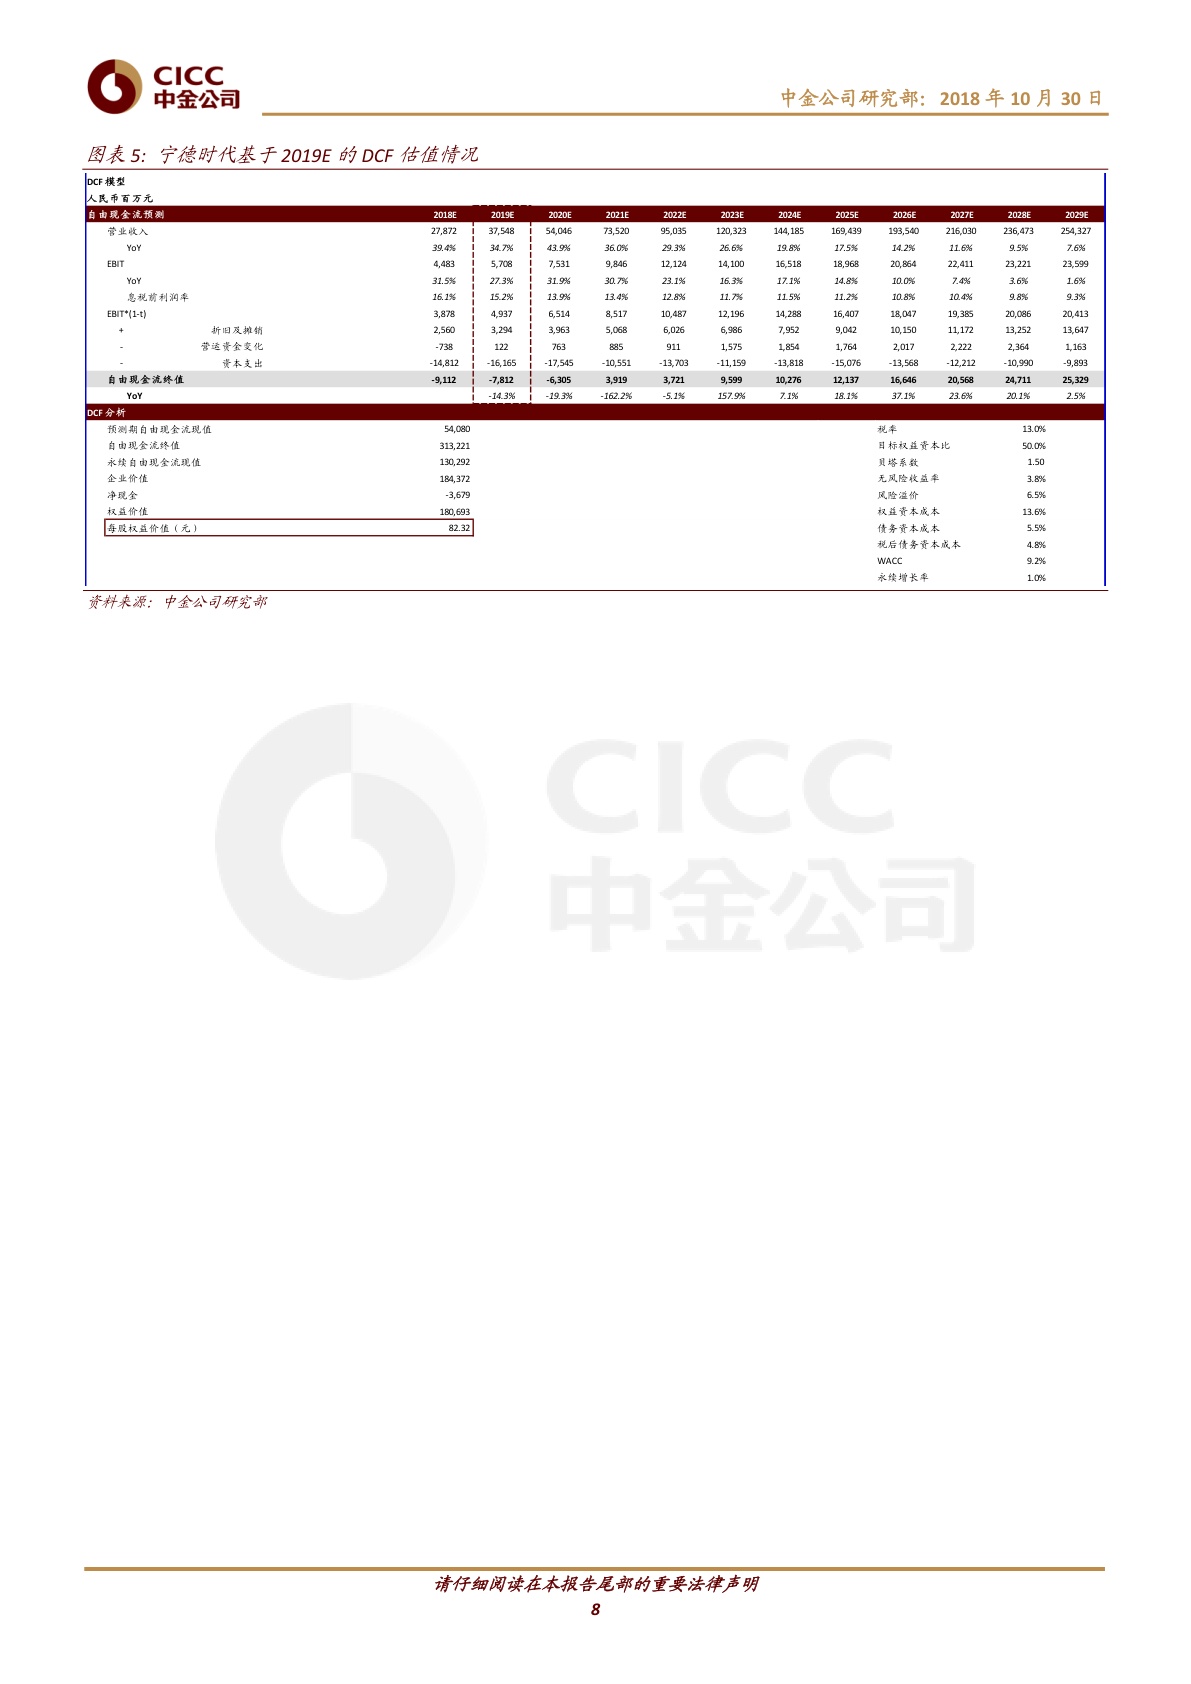 CICC
中金公司
中金公司研究部：2018 年 10 月 30 日
图表 5：宁德时代基于 2019E 的 DCF 估值情况
DCF 模型
人民币百万元
自由现金流预测 2018E 2019E 2020E 2021E 2022E 2023E 2024E 2025E 2026E 2027E 2028E 2029E
营业收入 27,872 37,548 54,046 73,520 95,035 120,323 144,185 169,439 193,540 216,030 236,473 254,327
YoY 39.4% 34.7% 43.9% 36.0% 29.3% 26.6% 19.8% 17.5% 14.2% 11.6% 9.5% 7.6%
EBIT 4,483 5,708 7,531 9,846 12,124 14,100 16,518 18,968 20,864 22,411 23,221 23,599
YoY 31.5% 27.3% 31.9% 30.7% 23.1% 16.3% 17.1% 14.8% 10.0% 7.4% 3.6% 1.6%
息税前利润率 16.1% 15.2% 13.9% 13.4% 12.8% 11.7% 11.5% 11.2% 10.8% 10.4% 9.8% 9.3%
EBIT*(1-t) 3,878 4,937 6,514 8,517 10,487 12,196 14,288 16,407 18,047 19,385 20,086 20,413
+ 折旧及摊销 2,560 3,294 3,963 5,068 6,026 6,986 7,952 9,042 10,150 11,172 13,252 13,647
- 营运资金变化 -738 122 763 885 911 1,575 1,854 1,764 2,017 2,222 2,364 1,163
- 资本支出 -14,812 -16,165 -17,545 -10,551 -13,703 -11,159 -13,818 -15,076 -13,568 -12,212 -10,990 -9,893
自由现金流终值 -9,112 -7,812 -6,305 3,919 3,721 9,599 10,276 12,137 16,646 20,568 24,711 25,329
YoY -14.3% -19.3% -162.2% -5.1% 157.9% 7.1% 18.1% 37.1% 23.6% 20.1% 2.5%
DCF 分析
预测期自由现金流现值 54,080 税率 13.0%
自由现金流终值 313,221 目标权益资本比 50.0%
永续自由现金流现值 130,292 贝塔系数 1.50
企业价值 184,372 无风险收益率 3.8%
净现金 -3,679 风险溢价 6.5%
权益价值 180,693 权益资本成本 13.6%
每股权益价值（元） 82.32 债务资本成本 5.5%
税后债务资本成本 4.8%
WACC 9.2%
永续增长率 1.0%
资料来源：中金公司研究部
CICC
中金公司
请仔细阅读在本报告尾部的重要法律声明
8